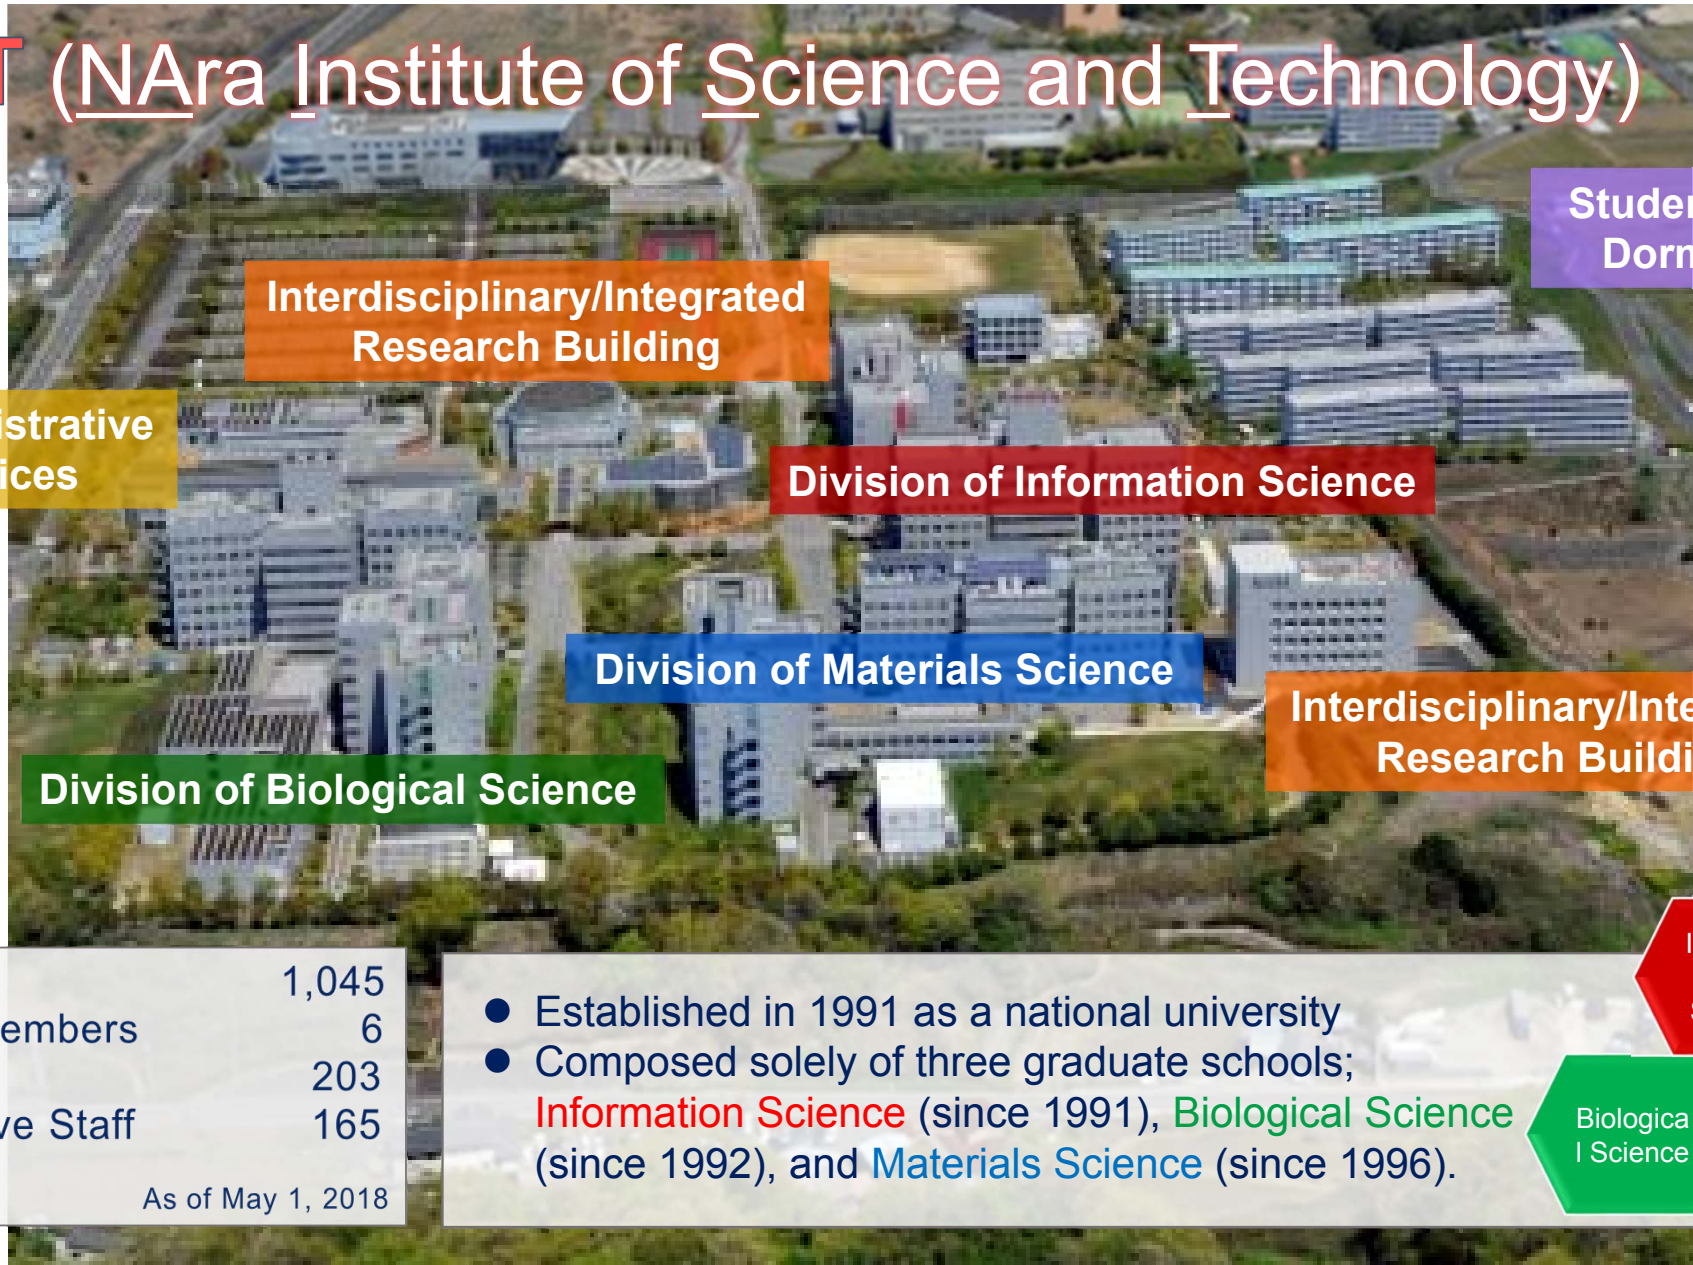 T (NAra Institute of Science and Technology)
Studen
Dorm
Interdisciplinary/Integrated
Research Building
istrative
ices
Division of Information Science
Division of Materials Science
Interdisciplinary/Inte
Research Buildi
Division of Biological Science
1,045
embers 6
203
ve Staff 165
As of May 1, 2018
● Established in 1991 as a national university
● Composed solely of three graduate schools;
Information Science (since 1991), Biological Science
(since 1992), and Materials Science (since 1996).
I
S
Biologica
l Science